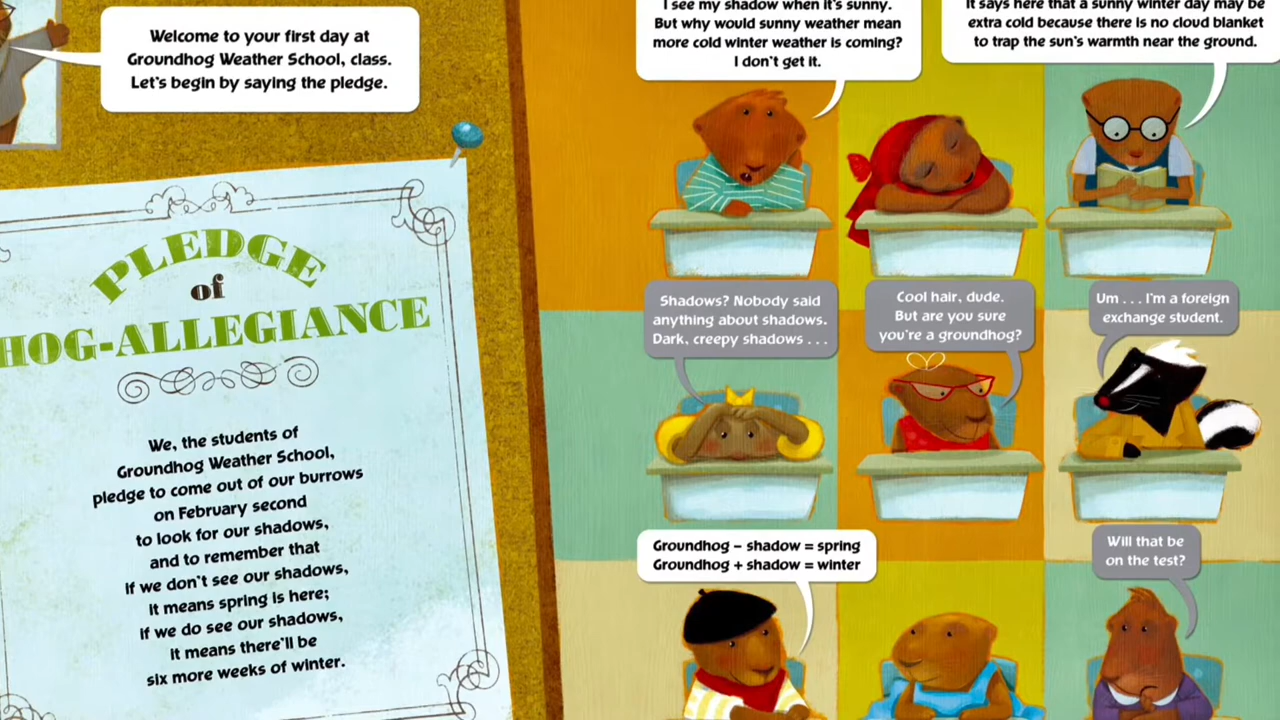 Welcome to your first day at
Groundhog Weather School, class.
Let's begin by saying the pledge.
PLEDGE
of
HOG-ALLEGIANCE
We, the students of
Groundhog Weather School,
pledge to come out of our burrows
on February second
to look for our shadows,
and to remember that
If we don't see our shadows,
It means spring is here;
If we do see our shadows,
It means there'll be
six more weeks of winter.
I see my shadow when it's sunny.
But why would sunny weather mean
more cold winter weather is coming?
I don't get it.
It says here that a sunny winter day may be
extra cold because there is no cloud blanket
to trap the sun's warmth near the ground.
Shadows? Nobody said
anything about shadows.
Dark, creepy shadows . . .
Cool hair, dude.
But are you sure
you're a groundhog?
Um . . . I'm a foreign
exchange student.
Groundhog – shadow = spring
Groundhog + shadow = winter
Will that be
on the test?